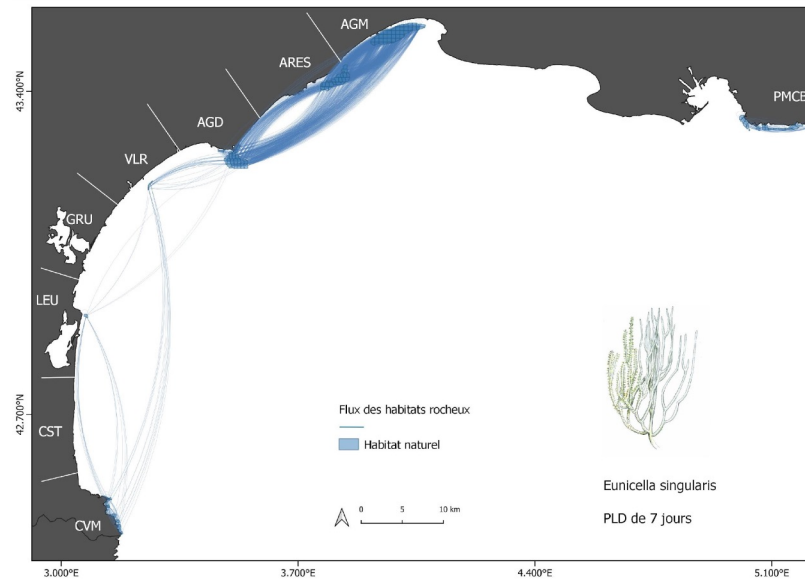 AGM
ARES
PMCB
43.400°N
AGD
VLR
GRU
LEU
42.700°N
CST
CVM
Flux des habitats rocheux
Habitat naturel
0 5 10 km
Eunicella singularis
PLD de 7 jours
3.000°E 3.700°E 4.400°E 5.100°E